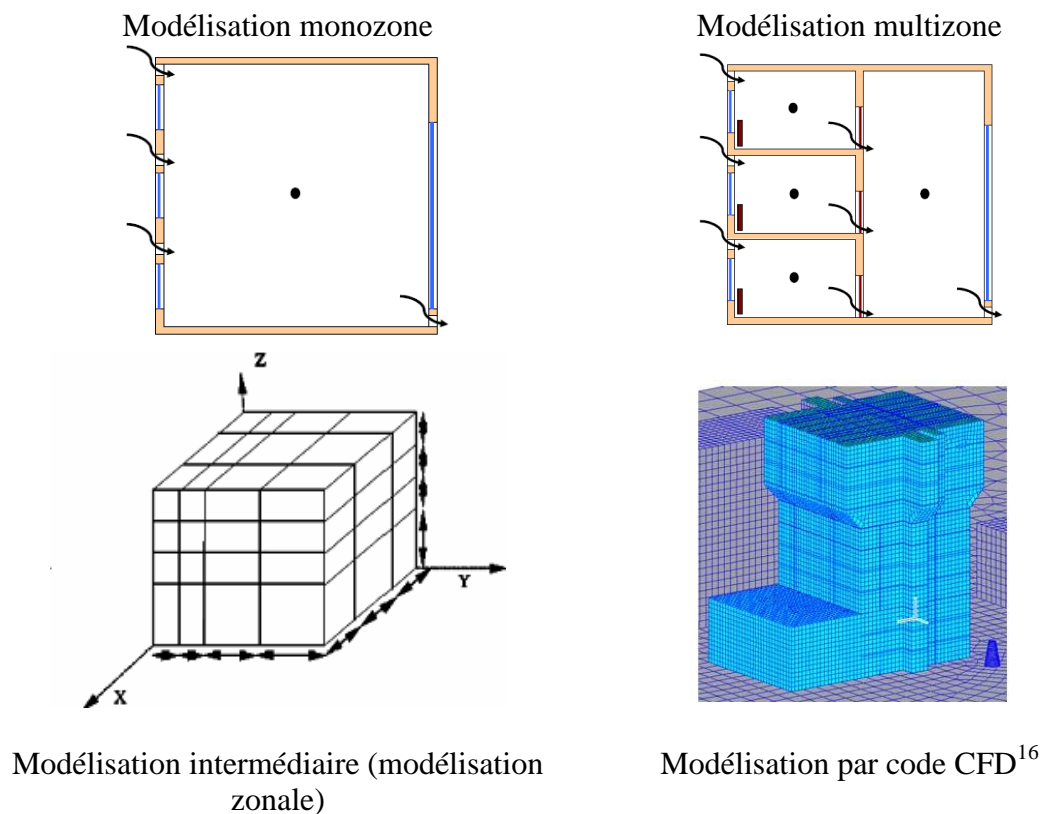 Modélisation monozone
Modélisation multizone
Z
Y
X
Modélisation intermédiaire (modélisation
zonale)
Modélisation par code CFD16